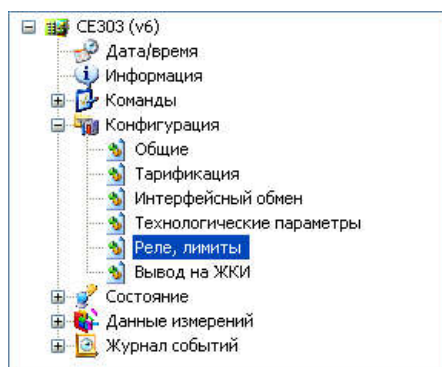 CE303 (v6)
Дата/время
Информация
Команды
Конфигурация
Общие
Тарификация
Интерфейсный обмен
Технологические параметры
Реле, лимиты
Вывод на ЖКИ
Состояние
Данные измерений
Журнал событий